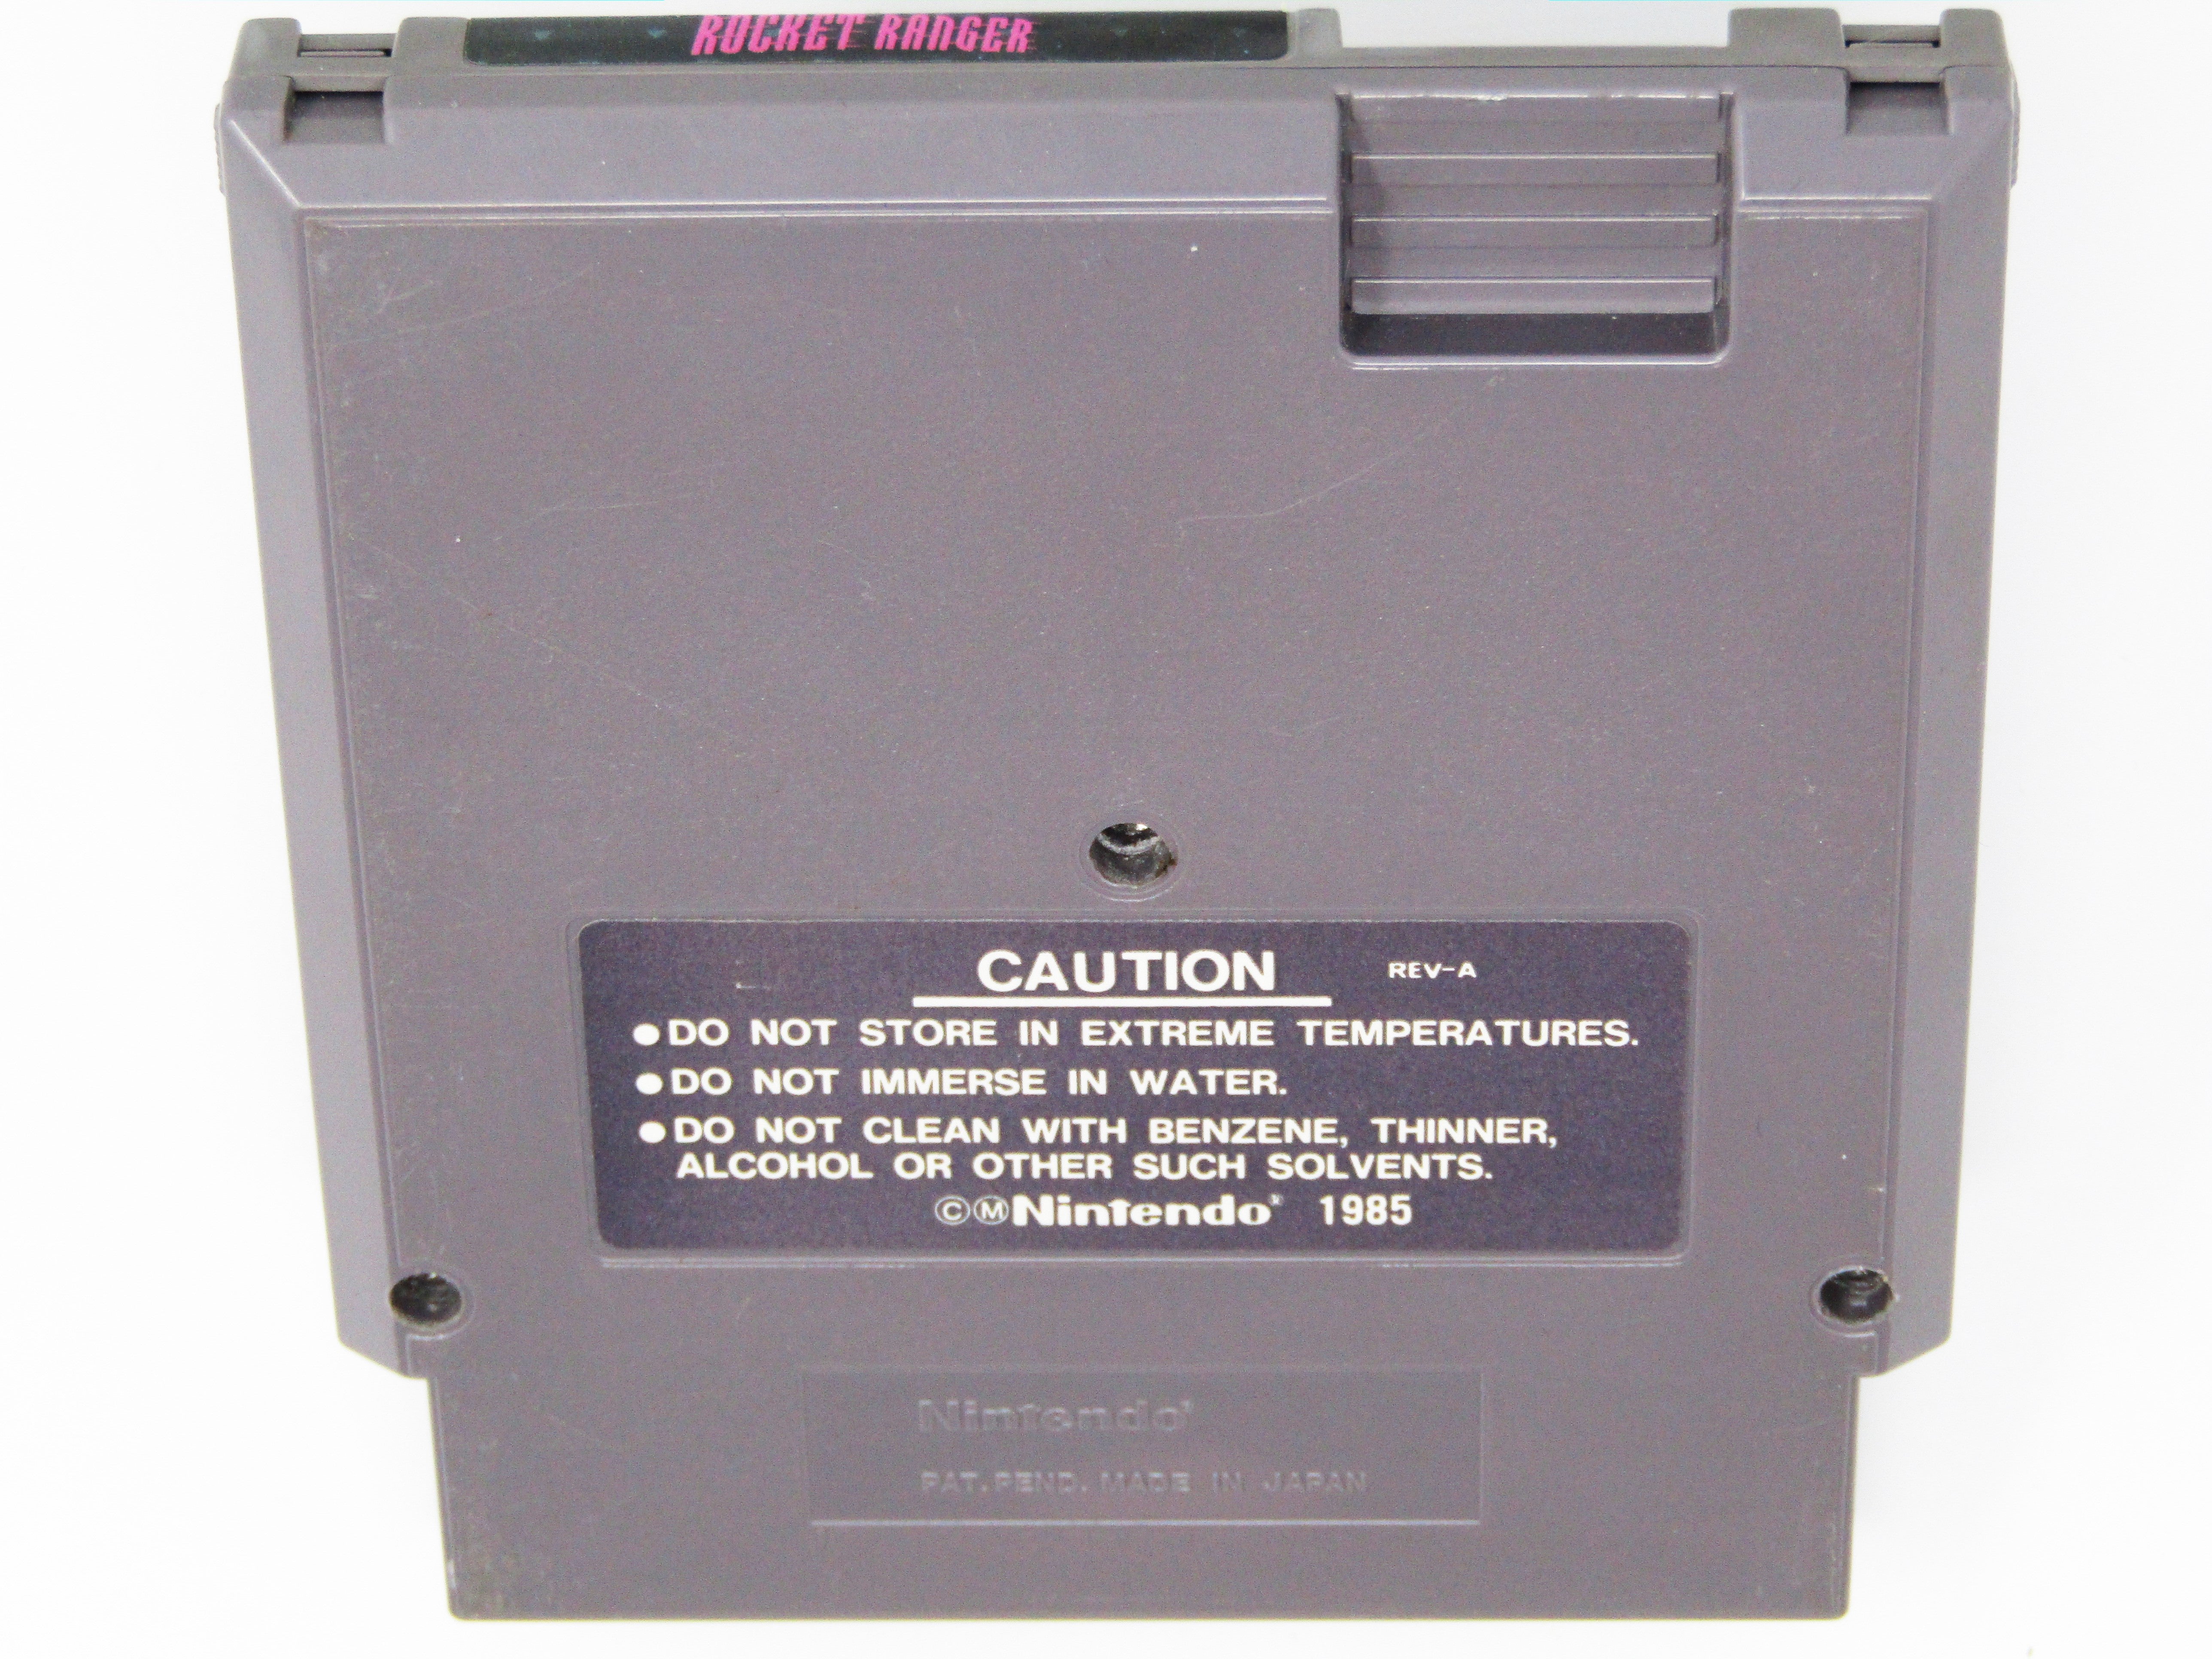 ROCKET RANGER
CAUTION REV-A
●DO NOT STORE IN EXTREME TEMPERATURES.
●DO NOT IMMERSE IN WATER.
●DO NOT CLEAN WITH BENZENE, THINNER,
ALCOHOL OR OTHER SUCH SOLVENTS.
ⒸⓂNintendo® 1985
Nintendo®
PAT. PEND. MADE IN JAPAN